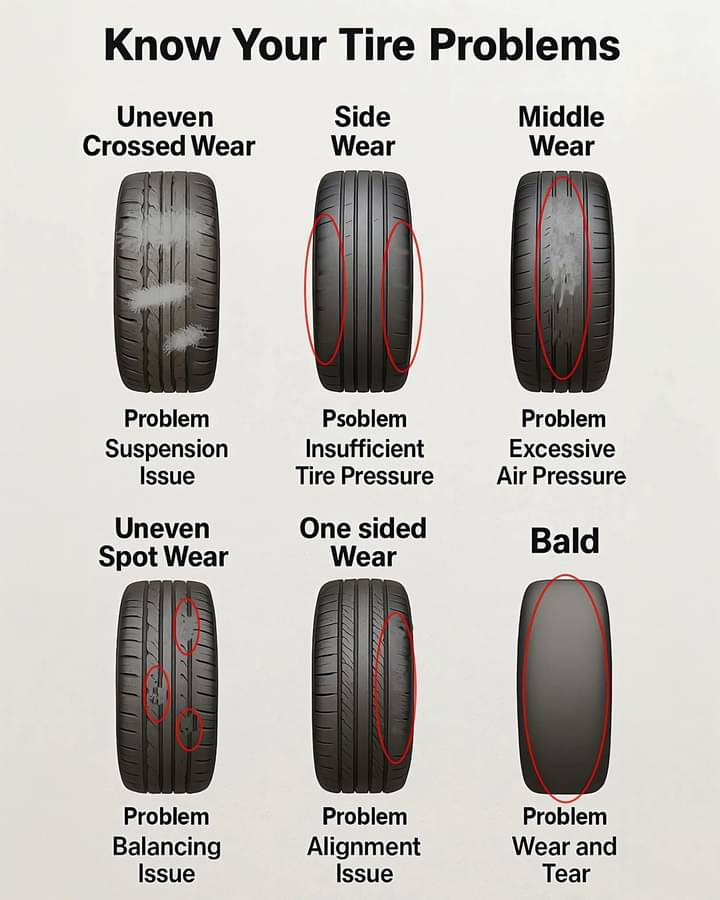 Know Your Tire Problems
Uneven
Crossed Wear
Side
Wear
Middle
Wear
Problem
Suspension
Issue
Psoblem
Insufficient
Tire Pressure
Problem
Excessive
Air Pressure
Uneven
Spot Wear
One sided
Wear
Bald
Problem
Balancing
Issue
Problem
Alignment
Issue
Problem
Wear and
Tear